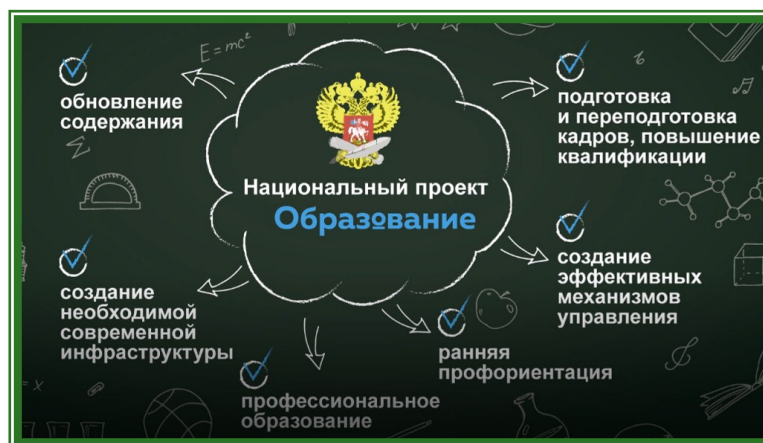 E=mc²
обновление
содержания
подготовка
и переподготовка
кадров, повышение
квалификации
Национальный проект
Образование
создание
необходимой
современной
инфраструктуры
создание
эффективных
механизмов
управления
ранняя
профориентация
профессиональное
образование